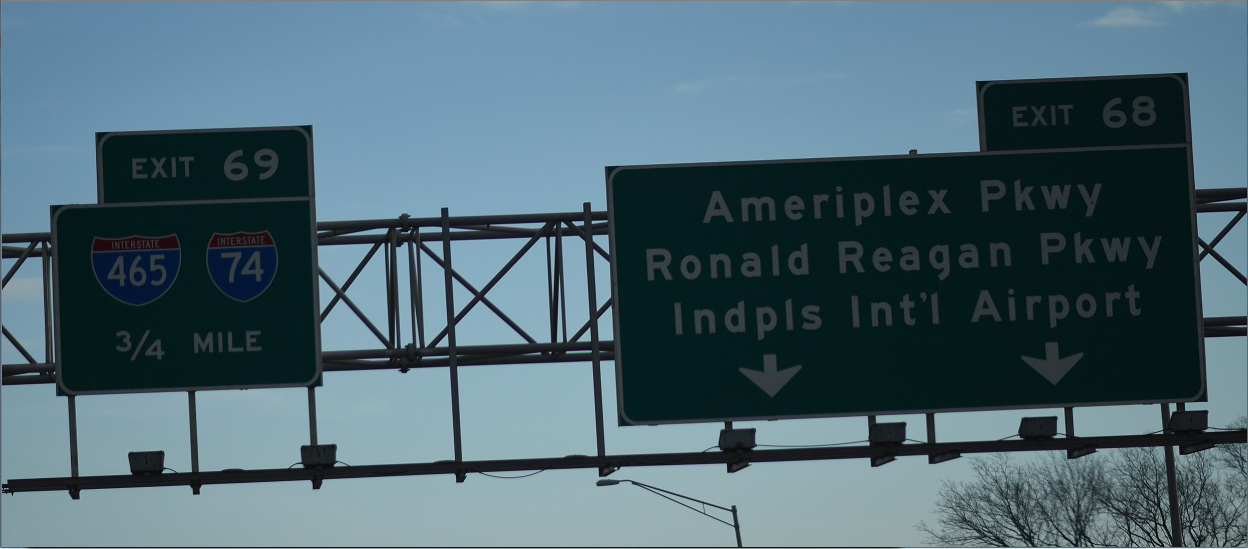 EXIT 69
INTERSTATE INTERSTATE
465 74
3/4 MILE
EXIT 68
Ameriplex Pkwy
Ronald Reagan Pkwy
Indpls Int'l Airport